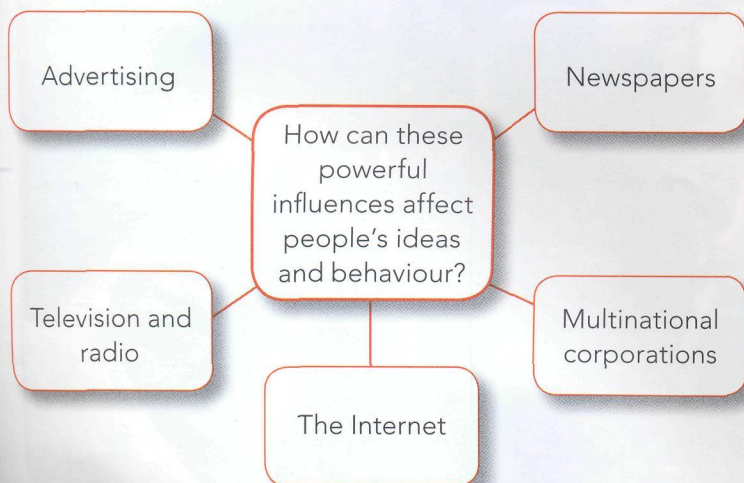 Advertising
Newspapers
How can these
powerful
influences affect
people's ideas
and behaviour?
Television and
radio
Multinational
corporations
The Internet